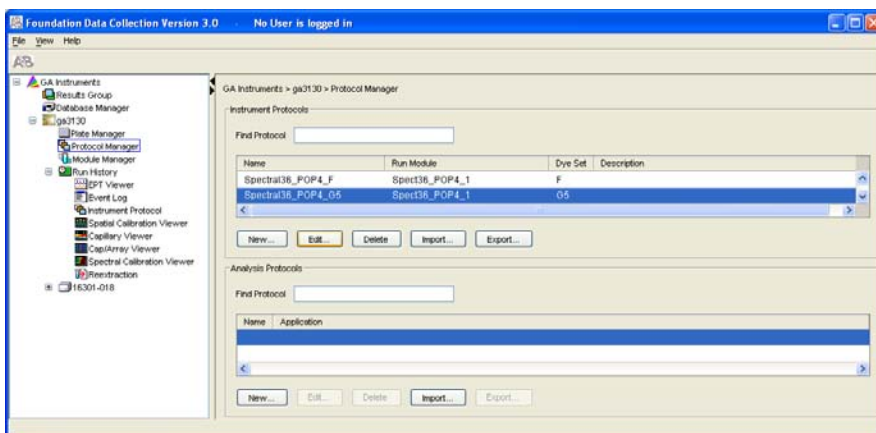 Foundation Data Collection Version 3.0 - No User is logged in
File View Help
AB
GA Instruments
Results Group
Database Manager
ga3130
Plate Manager
Protocol Manager
Module Manager
Run History
EPT Viewer
Event Log
Instrument Protocol
Spatial Calibration Viewer
Capillary Viewer
Cap/Array Viewer
Spectral Calibration Viewer
Reextraction
16301-018
GA Instruments > ga3130 > Protocol Manager
Instrument Protocols
Find Protocol
Name Run Module Dye Set Description
Spectral36_POP4_F Spect36_POP4_1 F
Spectral36_POP4_G5 Spect36_POP4_1 G5
New... Edit... Delete Import... Export...
Analysis Protocols
Find Protocol
Name Application
New... Edit... Delete Import... Export...